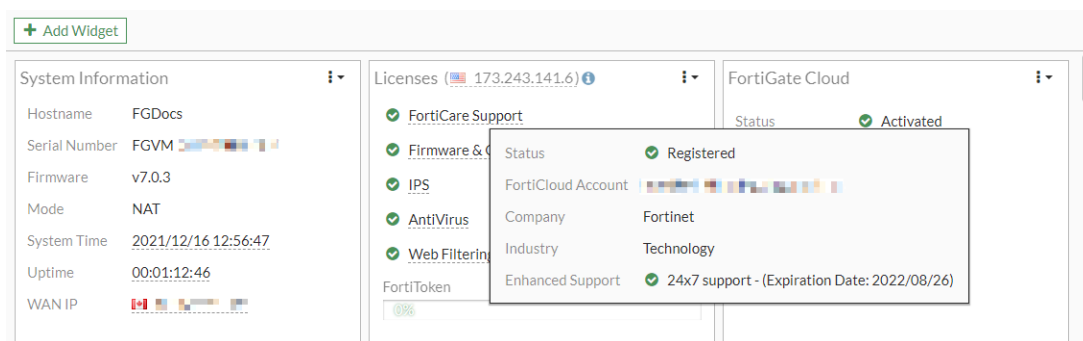 Add Widget
System Information
Hostname FGDocs
Serial Number FGVM
Firmware v7.0.3
Mode NAT
System Time 2021/12/16 12:56:47
Uptime 00:01:12:46
WAN IP
Licenses (173.243.141.6)
FortiCare Support
Firmware &
IPS
AntiVirus
Web Filtering
FortiToken
0%
FortiGate Cloud
Status Activated
Status Registered
FortiCloud Account
Company Fortinet
Industry Technology
Enhanced Support 24x7 support - (Expiration Date: 2022/08/26)